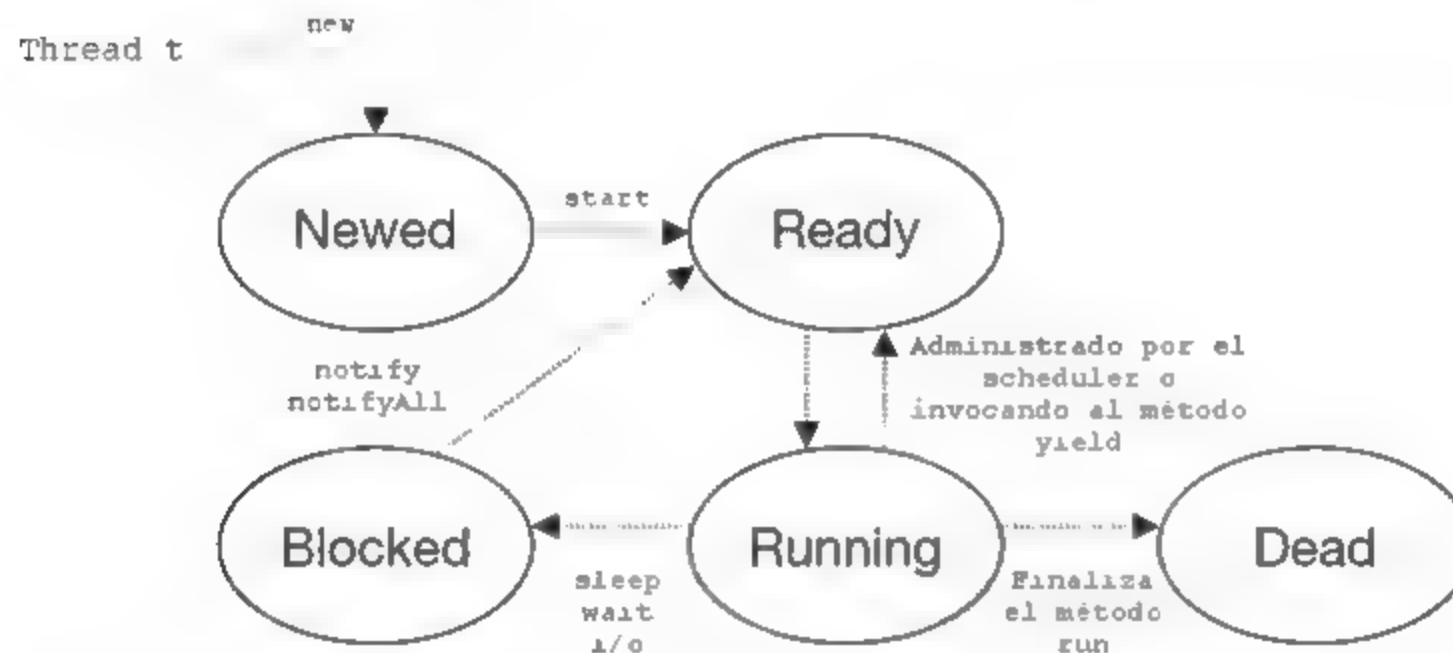 new
Thread t
Newed
start
Ready
notify
notifyAll
Administrado por el
scheduler o
invocando al método
yield
Blocked
sleep
wait
i/o
Running
Finaliza
el método
run
Dead